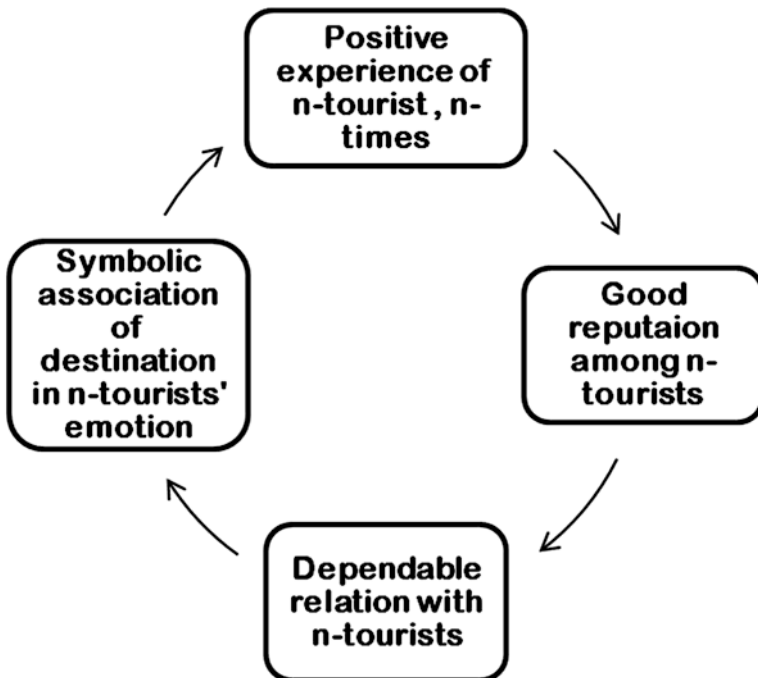 Positive
experience of
n-tourist , n-
times
Good
reputaion
among n-
tourists
Dependable
relation with
n-tourists
Symbolic
association
of
destination
in n-tourists'
emotion